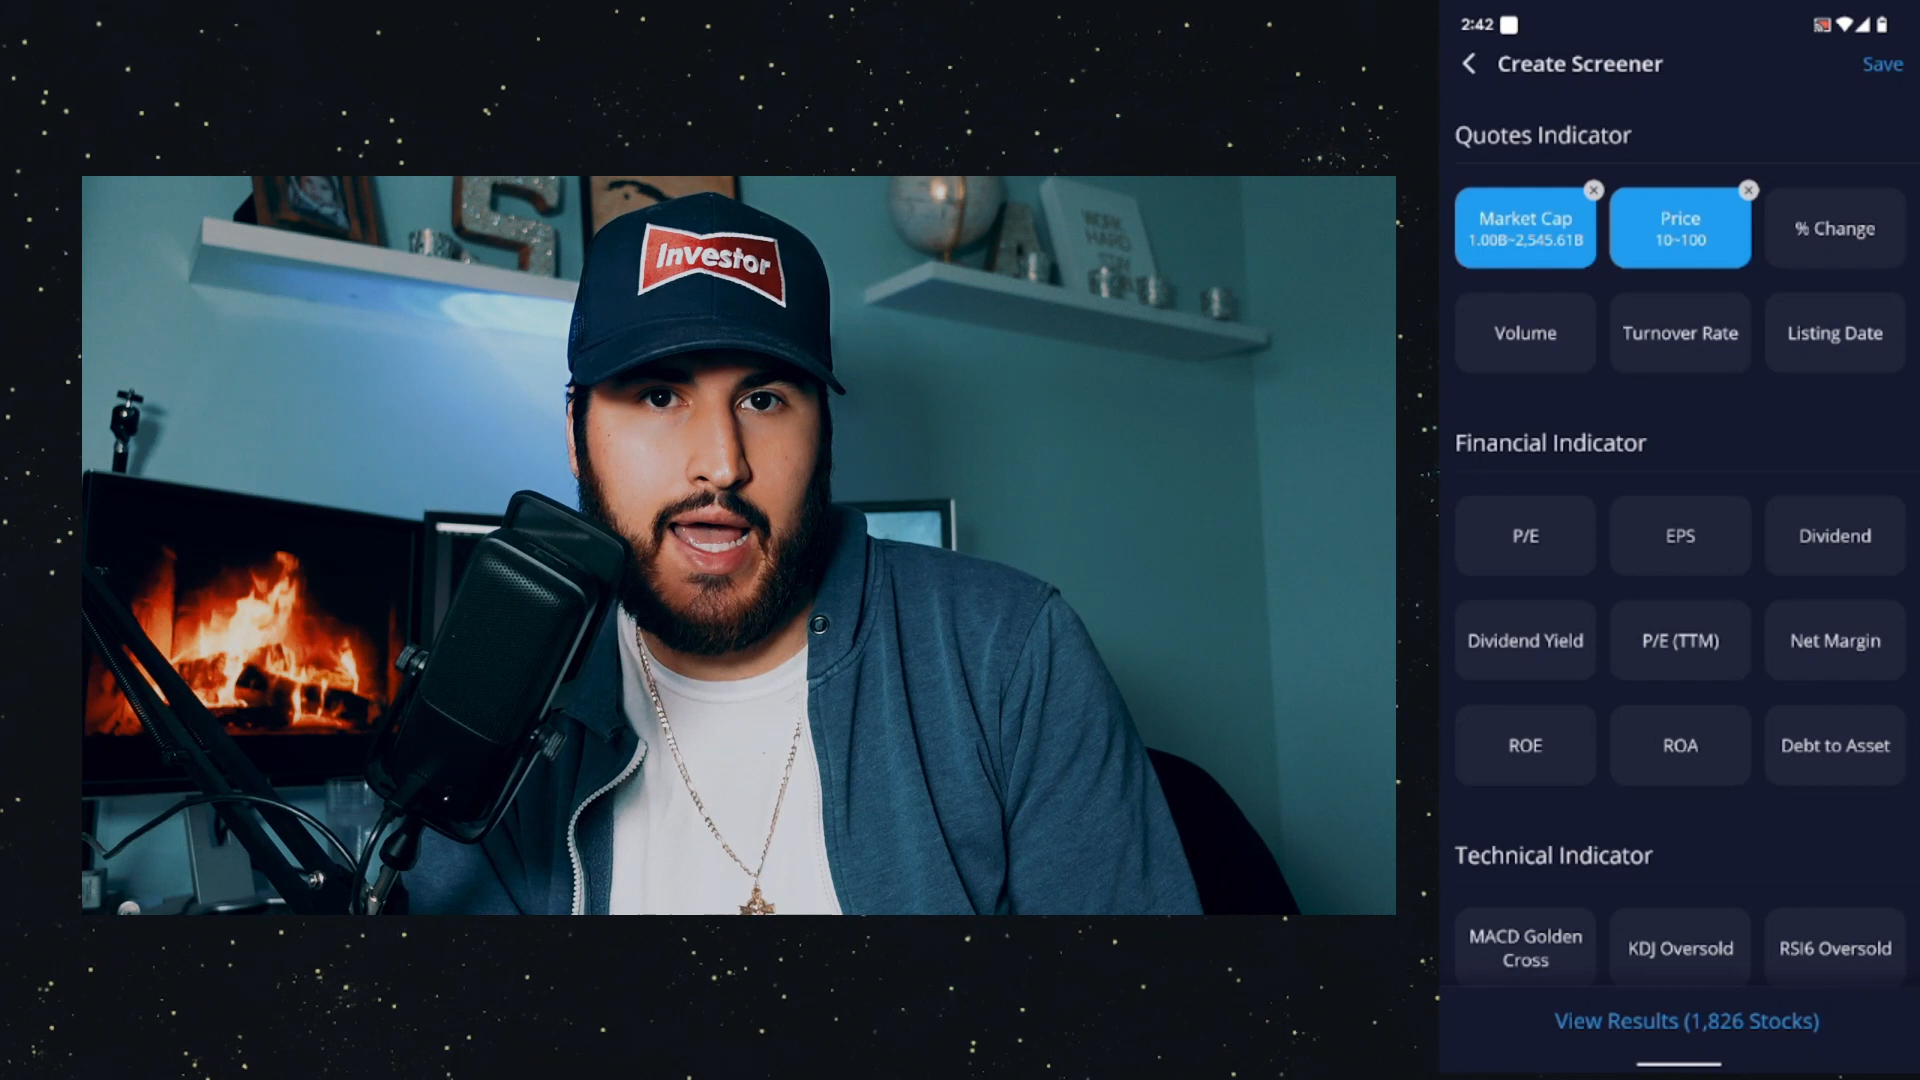 Investor
S
A
WORK
HARD
2:42
Create Screener
Save
Quotes Indicator
Market Cap
1.00B~2,545.61B
Price
10~100
% Change
Volume
Turnover Rate
Listing Date
Financial Indicator
P/E
EPS
Dividend
Dividend Yield
P/E (TTM)
Net Margin
ROE
ROA
Debt to Asset
Technical Indicator
MACD Golden
Cross
KDJ Oversold
RSI6 Oversold
View Results (1,826 Stocks)